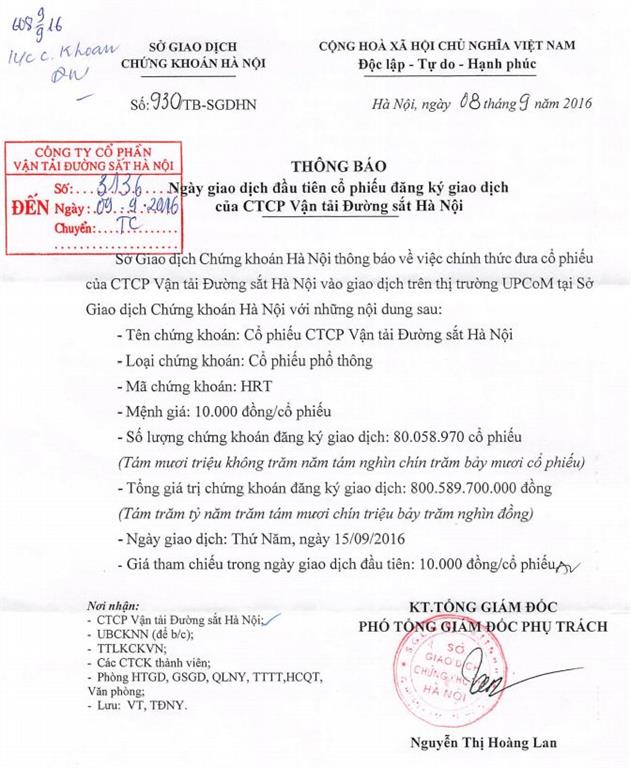 608 9/9/16
SỞ GIAO DỊCH
CHỨNG KHOÁN HÀ NỘI
Số: 930/TB-SGDHN
CỘNG HOÀ XÃ HỘI CHỦ NGHĨA VIỆT NAM
Độc lập - Tự do - Hạnh phúc
Hà Nội, ngày 08 tháng 9 năm 2016
CÔNG TY CỔ PHẦN
VẬN TẢI ĐƯỜNG SẮT HÀ NỘI
ĐẾN
Số: 3136
Ngày: 09.9.2016
Chuyển: TC
THÔNG BÁO
Ngày giao dịch đầu tiên cổ phiếu đăng ký giao dịch
của CTCP Vận tải Đường sắt Hà Nội
Sở Giao dịch Chứng khoán Hà Nội thông báo về việc chính thức đưa cổ phiếu
của CTCP Vận tải Đường sắt Hà Nội vào giao dịch trên thị trường UPCoM tại Sở
Giao dịch Chứng khoán Hà Nội với những nội dung sau:
- Tên chứng khoán: Cổ phiếu CTCP Vận tải Đường sắt Hà Nội
- Loại chứng khoán: Cổ phiếu phổ thông
- Mã chứng khoán: HRT
- Mệnh giá: 10.000 đồng/cổ phiếu
- Số lượng chứng khoán đăng ký giao dịch: 80.058.970 cổ phiếu
(Tám mươi triệu không trăm năm tám nghìn chín trăm bảy mươi cổ phiếu)
- Tổng giá trị chứng khoán đăng ký giao dịch: 800.589.700.000 đồng
(Tám trăm tỷ năm trăm tám mươi chín triệu bảy trăm nghìn đồng)
- Ngày giao dịch: Thứ Năm, ngày 15/09/2016
- Giá tham chiếu trong ngày giao dịch đầu tiên: 10.000 đồng/cổ phiếu
Nơi nhận:
- CTCP Vận tải Đường sắt Hà Nội;
- UBCKNN (để b/c);
- TTLKCKVN;
- Các CTCK thành viên;
- Phòng HTGD, GSGD, QLNY, TTTT,HCQT,
Văn phòng;
- Lưu: VT, TĐNY.
KT.TỔNG GIÁM ĐỐC
PHÓ TỔNG GIÁM ĐỐC PHỤ TRÁCH
SỞ
GIAO DỊCH
CHỨNG KHOÁN
HÀ NỘI
Nguyễn Thị Hoàng Lan